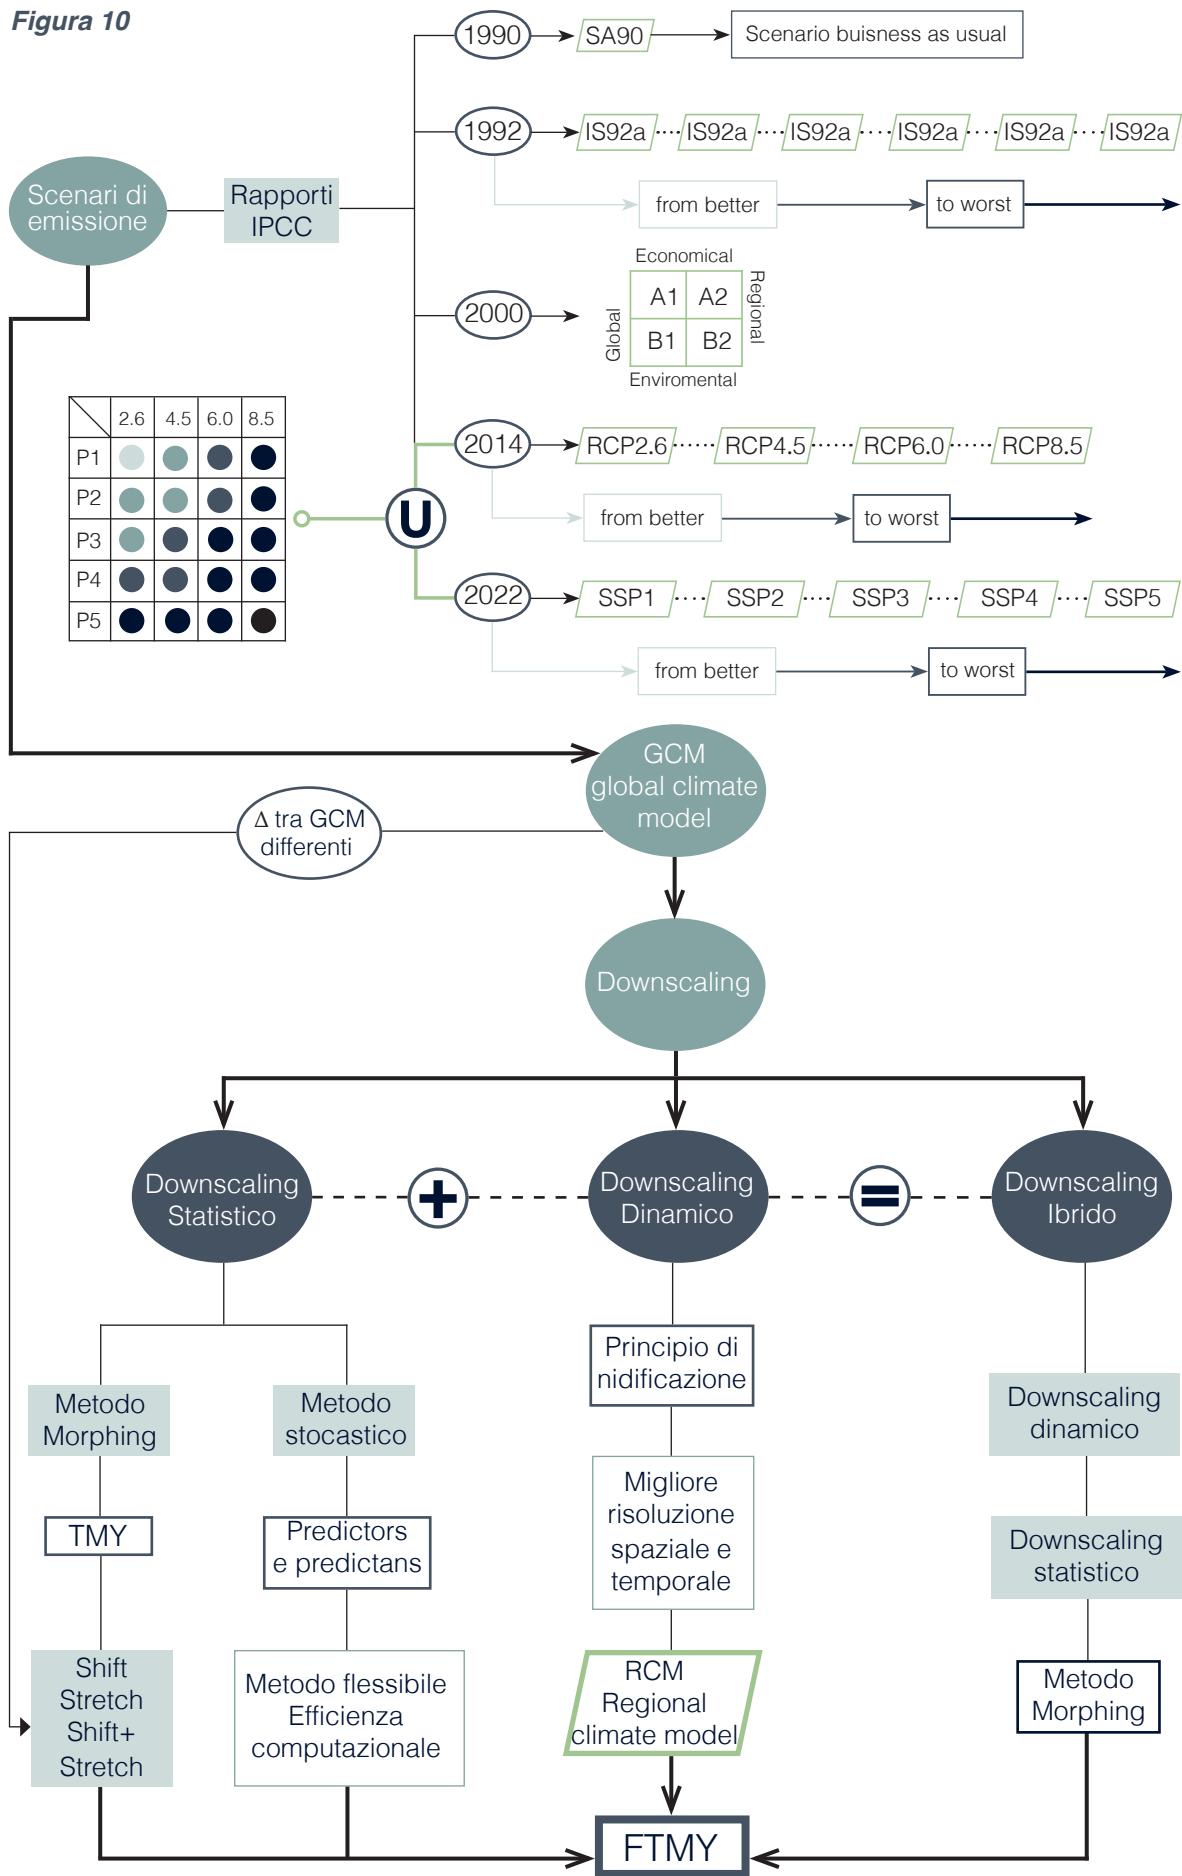 Figura 10
1990
SA90
Scenario buisness as usual
1992
IS92a
IS92a
IS92a
IS92a
IS92a
IS92a
Scenari di
emissione
Rapporti
IPCC
from better
to worst
2000
Economical
A1
A2
B1
B2
Global
Regional
Enviromental
2.6
4.5
6.0
8.5
P1
P2
P3
P4
P5
U
2014
RCP2.6
RCP4.5
RCP6.0
RCP8.5
from better
to worst
2022
SSP1
SSP2
SSP3
SSP4
SSP5
from better
to worst
GCM
global climate
model
Δ tra GCM
differenti
Downscaling
Downscaling
Statistico
+
Downscaling
Dinamico
=
Downscaling
Ibrido
Metodo
Morphing
TMY
Shift
Stretch
Shift+
Stretch
Metodo
stocastico
Predictors
e predictans
Metodo flessibile
Efficienza
computazionale
Principio di
nidificazione
Migliore
risoluzione
spaziale e
temporale
RCM
Regional
climate model
Downscaling
dinamico
Downscaling
statistico
Metodo
Morphing
FTMY